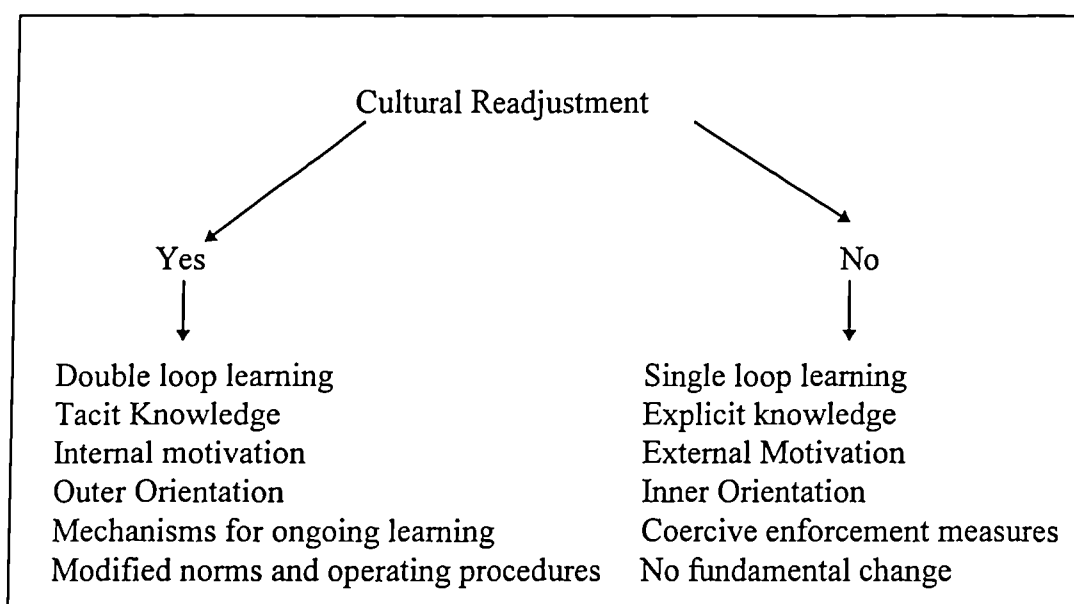 Cultural Readjustment
Yes
No
Double loop learning
Tacit Knowledge
Internal motivation
Outer Orientation
Mechanisms for ongoing learning
Modified norms and operating procedures
Single loop learning
Explicit knowledge
External Motivation
Inner Orientation
Coercive enforcement measures
No fundamental change